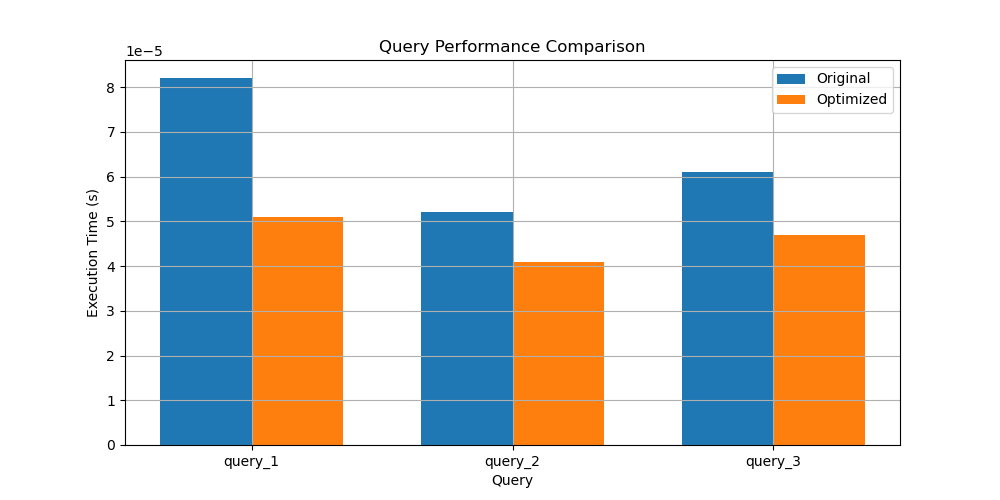 Query Performance Comparison
1e−5
Original
Optimized
8
7
6
5
4
3
2
1
0
Execution Time (s)
query_1
query_2
query_3
Query